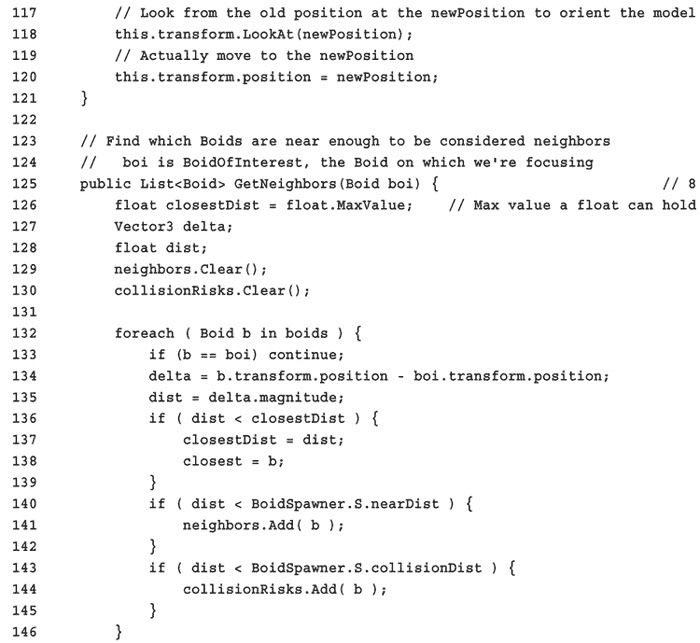 117        // Look from the old position at the newPosition to orient the model
118        this.transform.LookAt(newPosition);
119        // Actually move to the newPosition
120        this.transform.position = newPosition;
121    }
122
123    // Find which Boids are near enough to be considered neighbors
124    //   boi is BoidOfInterest, the Boid on which we're focusing
125    public List<Boid> GetNeighbors(Boid boi) {                          // 8
126        float closestDist = float.MaxValue;    // Max value a float can hold
127        Vector3 delta;
128        float dist;
129        neighbors.Clear();
130        collisionRisks.Clear();
131
132        foreach ( Boid b in boids ) {
133            if (b == boi) continue;
134            delta = b.transform.position - boi.transform.position;
135            dist = delta.magnitude;
136            if ( dist < closestDist ) {
137                closestDist = dist;
138                closest = b;
139            }
140            if ( dist < BoidSpawner.S.nearDist ) {
141                neighbors.Add( b );
142            }
143            if ( dist < BoidSpawner.S.collisionDist ) {
144                collisionRisks.Add( b );
145            }
146        }